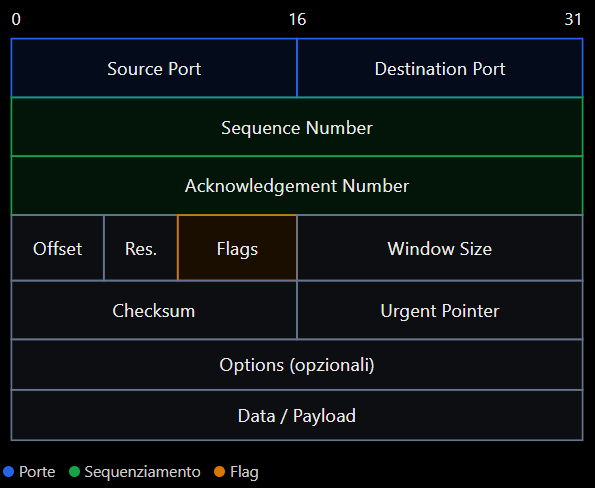 0 16 31
Source Port Destination Port
Sequence Number
Acknowledgement Number
Offset Res. Flags Window Size
Checksum Urgent Pointer
Options (opzionali)
Data / Payload
Porte Sequenziamento Flag